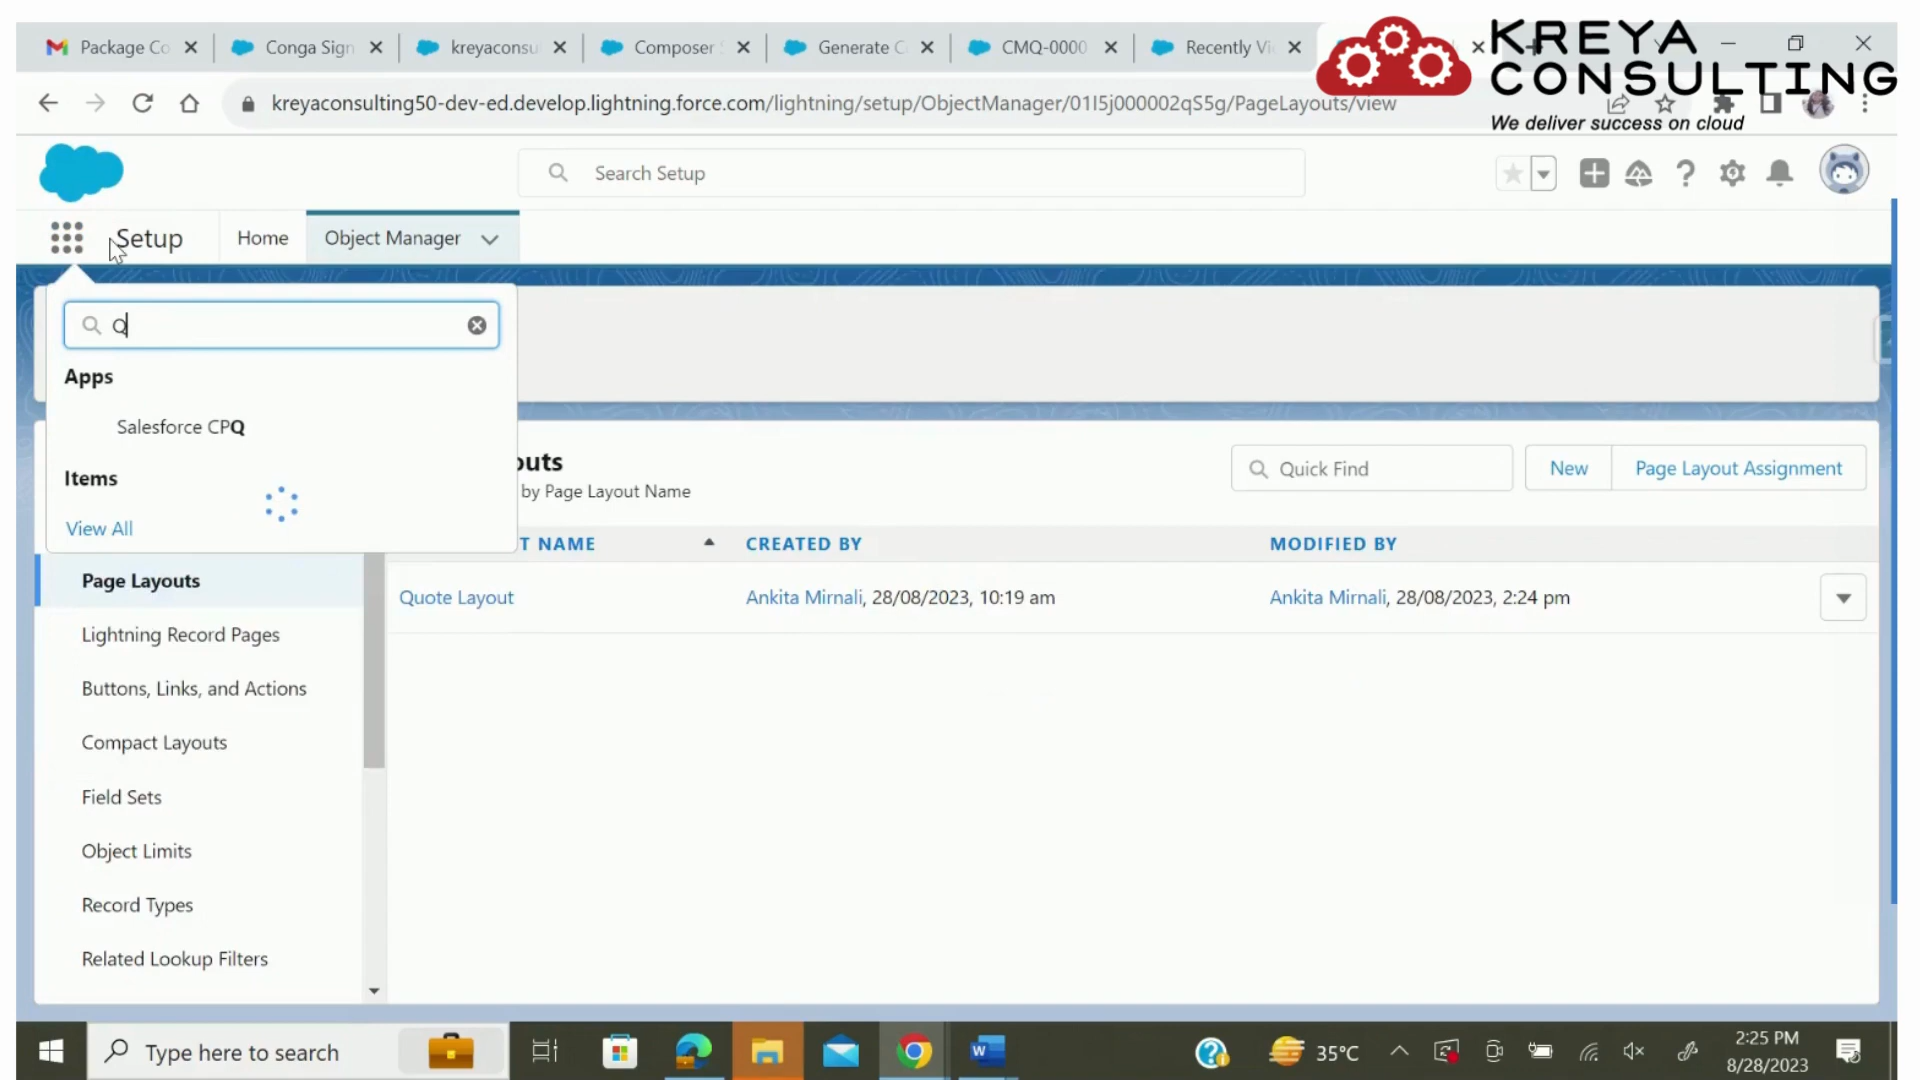 Package Co
Conga Sign
kreyaconsu
Composer
Generate C
CMQ-0000
Recently Vi
KREYA
CONSULTING
We deliver success on cloud
kreyaconsulting50-dev-ed.develop.lightning.force.com/lightning/setup/ObjectManager/01I5j000002qS5g/PageLayouts/view
Search Setup
Setup
Home
Object Manager
Q
Apps
Salesforce CPQ
Items
View All
outs
by Page Layout Name
Quick Find
New
Page Layout Assignment
T NAME
CREATED BY
MODIFIED BY
Quote Layout
Ankita Mirnali, 28/08/2023, 10:19 am
Ankita Mirnali, 28/08/2023, 2:24 pm
Page Layouts
Lightning Record Pages
Buttons, Links, and Actions
Compact Layouts
Field Sets
Object Limits
Record Types
Related Lookup Filters
Type here to search
35°C
2:25 PM
8/28/2023